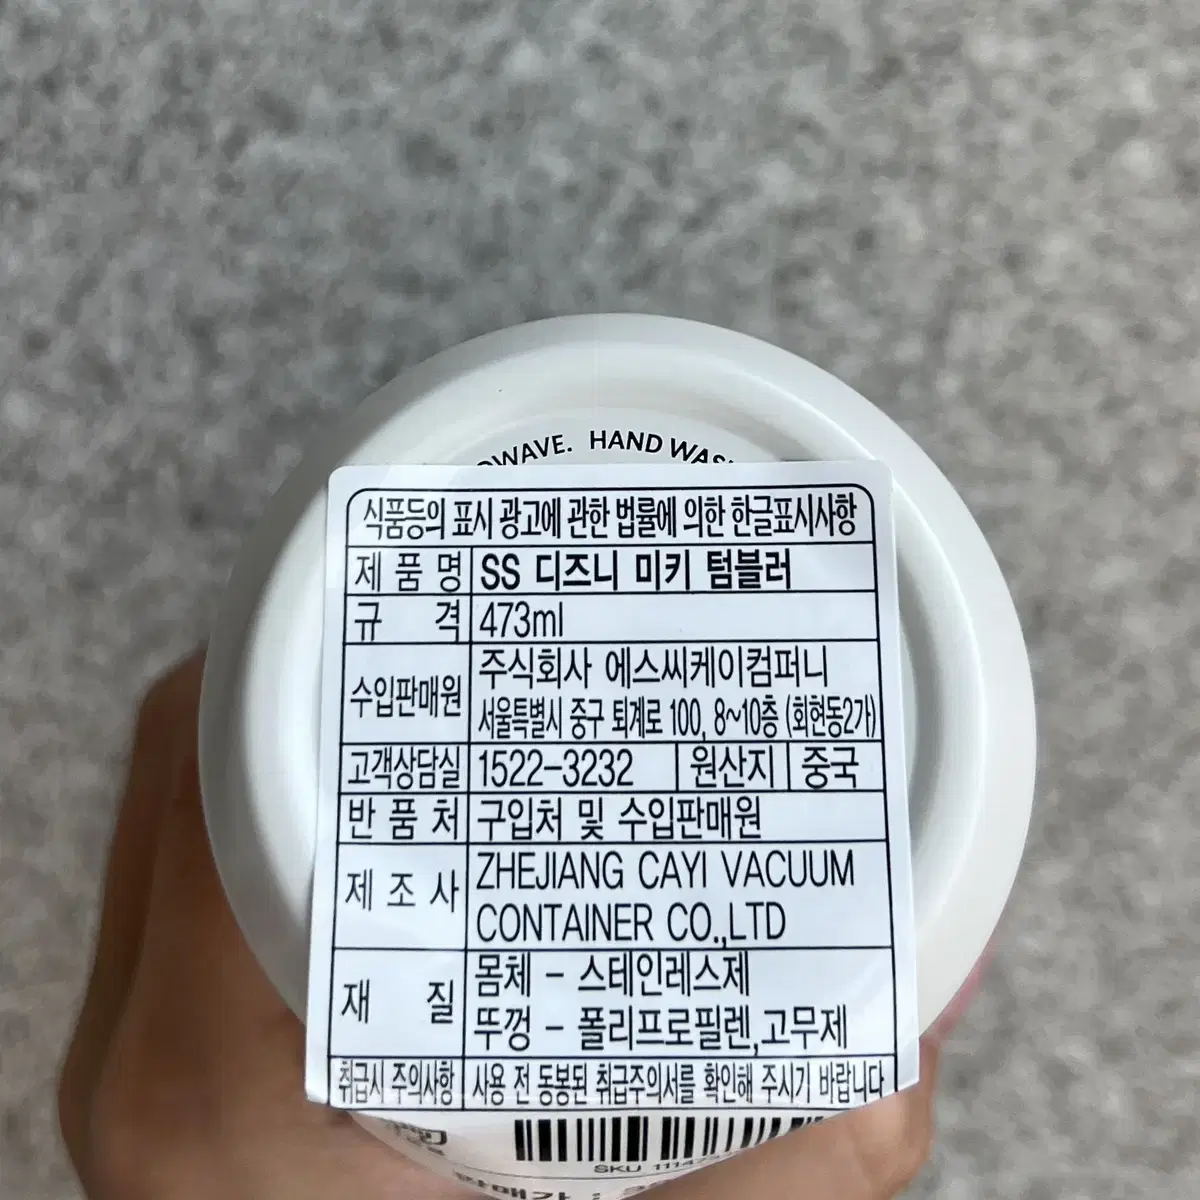 HAND
식품등의 표시 광고에 관한 법률에 의한 한글표시사항
제품명 SS 디즈니 미키 텀블러
규격 473ml
수입판매원 주식회사 에스씨케이컴퍼니
서울특별시 중구 퇴계로 100, 8~10층 (회현동2가)
고객상담실 1522-3232 원산지 중국
반품처 구입처 및 수입판매원
제조사 ZHEJIANG CAYI VACUUM
CONTAINER CO.,LTD
재질 몸체 - 스테인레스제
뚜껑 - 폴리프로필렌,고무제
취급시 주의사항 사용 전 동봉된 취급주의서를 확인해 주시기 바랍니다
SKU